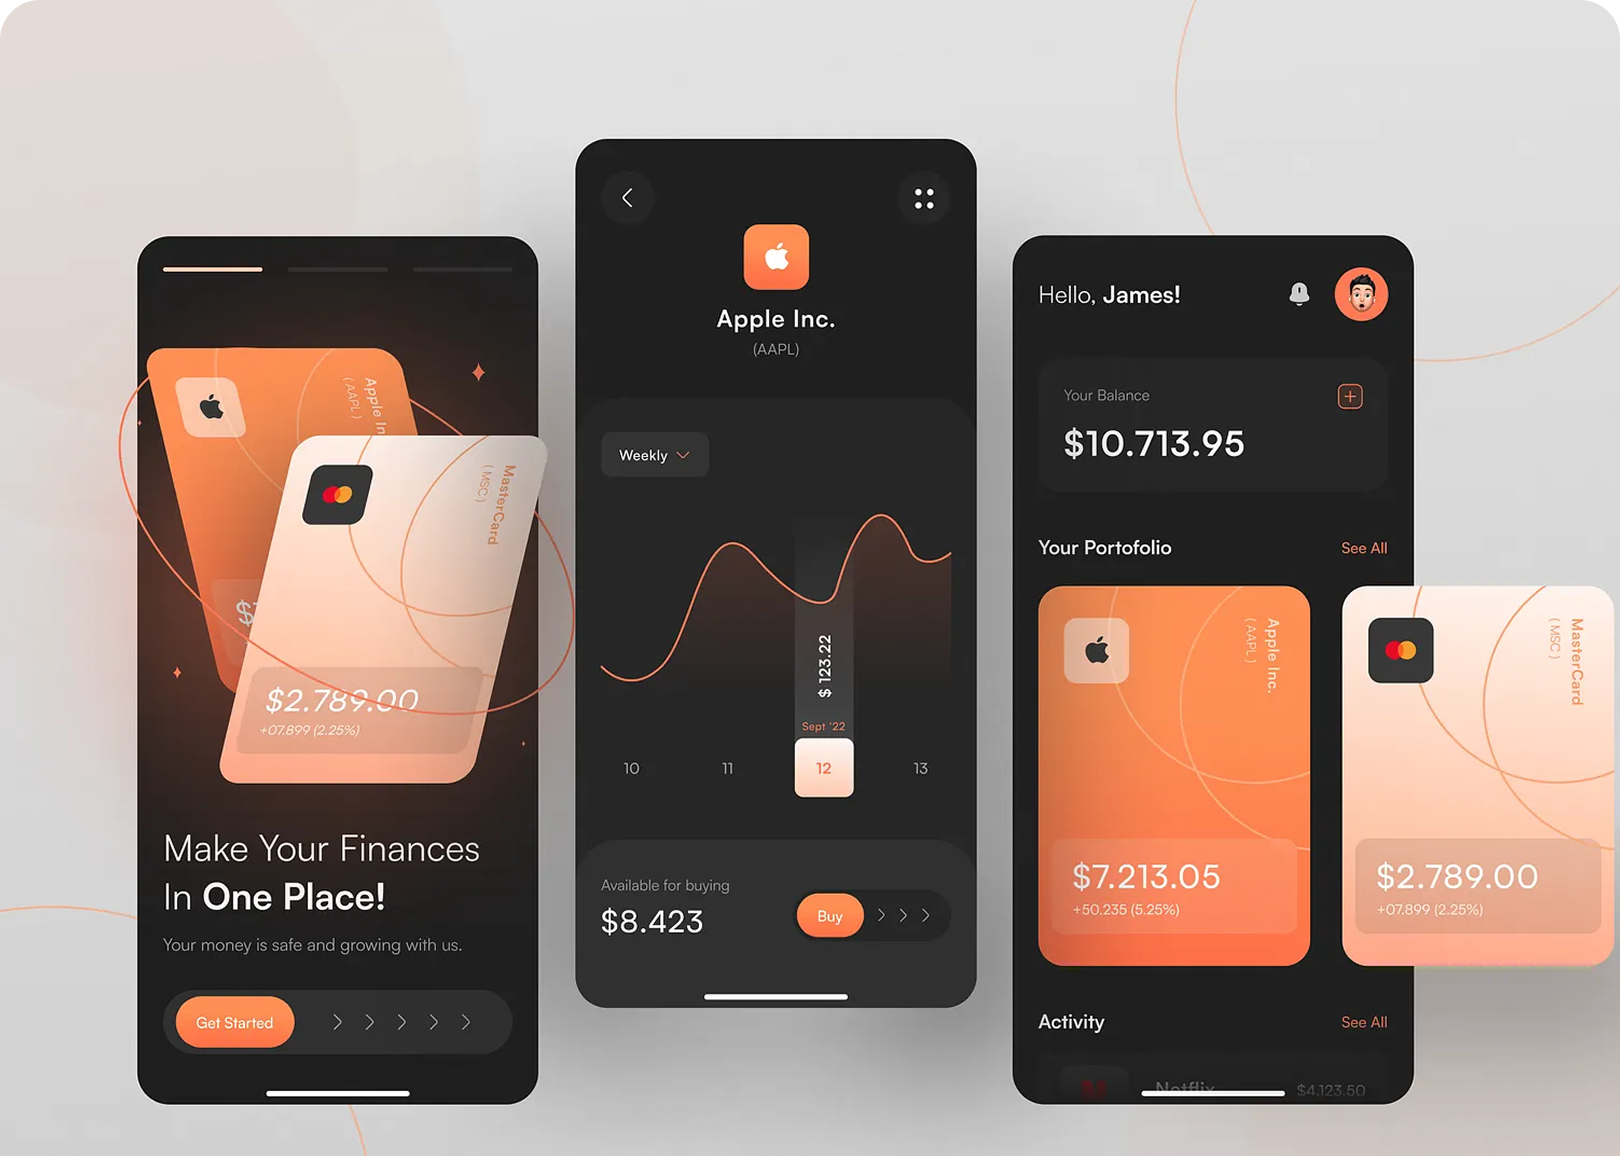 Apple In
( AAPL )
MasterCard
( MSC )
$2.789.00
+07.899 (2.25%)
Make Your Finances
In One Place!
Your money is safe and growing with us.
Get Started
Apple Inc.
(AAPL)
Weekly
$ 123.22
Sept '22
10 11 12 13
Available for buying
$8.423
Buy
Hello, James!
Your Balance
$10.713.95
Your Portofolio
See All
Apple Inc.
( AAPL )
$7.213.05
+50.235 (5.25%)
MasterCard
( MSC )
$2.789.00
+07.899 (2.25%)
Activity
See All
Netflix
$4.123.50